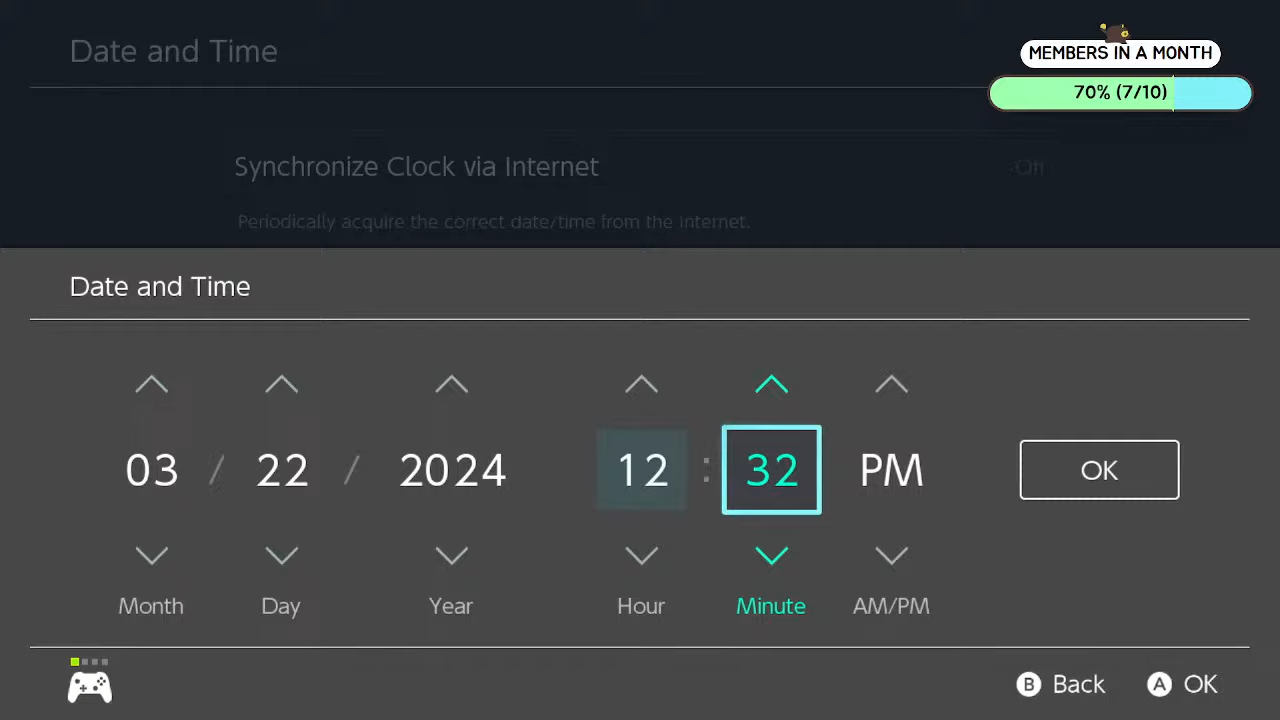 Date and Time
MEMBERS IN A MONTH
70% (7/10)
Synchronize Clock via Internet
Off
Periodically acquire the correct date/time from the Internet.
Date and Time
03 / 22 / 2024 12 : 32 PM OK
Month Day Year Hour Minute AM/PM
B Back A OK